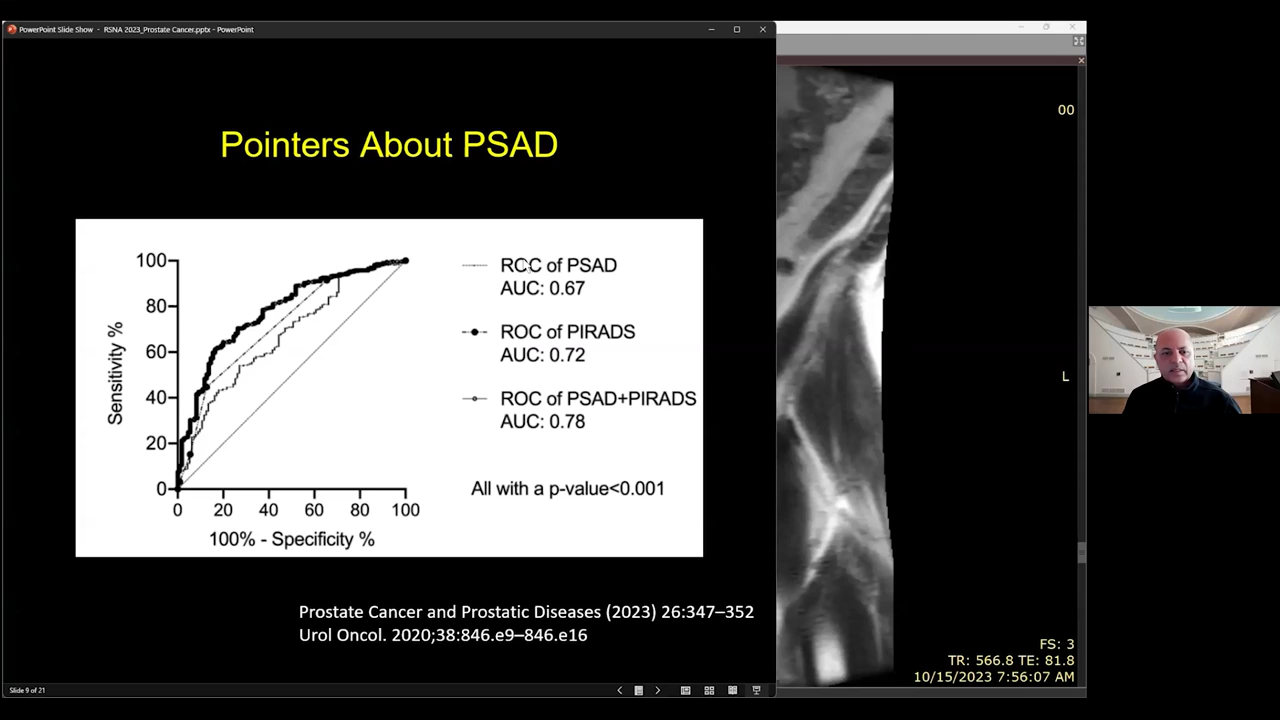 PowerPoint Slide Show - RSNA 2023_Prostate Cancer.pptx - PowerPoint
Pointers About PSAD
100
80
60
40
20
0
Sensitivity %
0 20 40 60 80 100
100% - Specificity %
ROC of PSAD
AUC: 0.67
ROC of PIRADS
AUC: 0.72
ROC of PSAD+PIRADS
AUC: 0.78
All with a p-value<0.001
Prostate Cancer and Prostatic Diseases (2023) 26:347–352
Urol Oncol. 2020;38:846.e9–846.e16
Slide 9 of 21
00
L
FS: 3
TR: 566.8 TE: 81.8
10/15/2023 7:56:07 AM